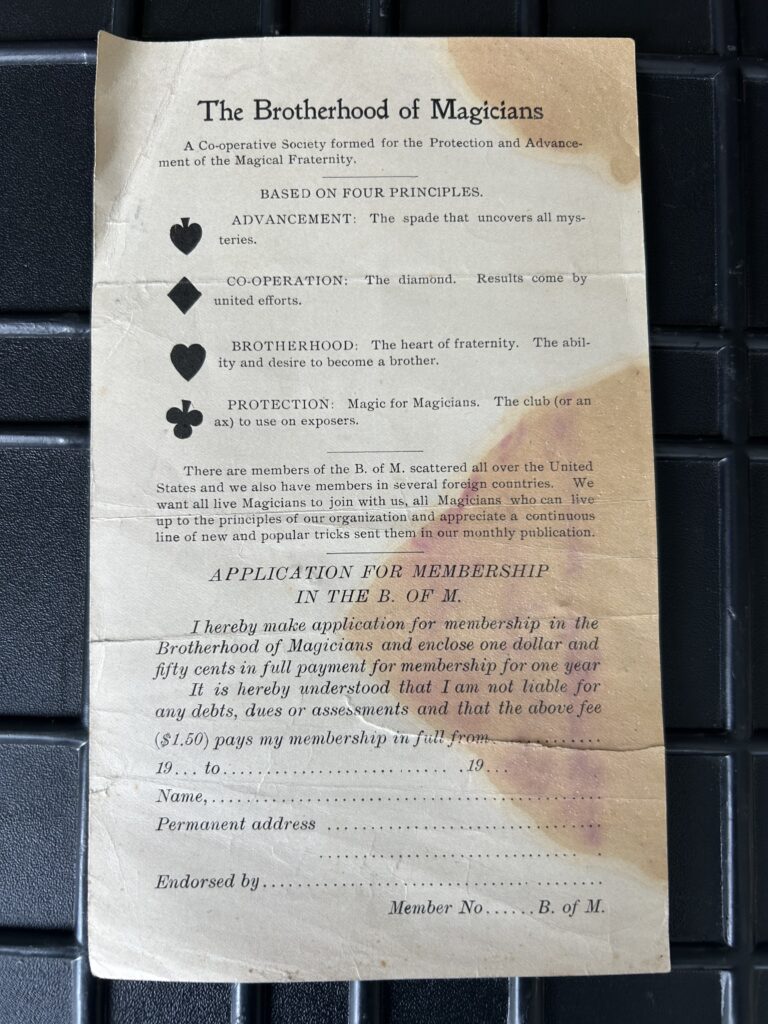 The Brotherhood of Magicians
A Co-operative Society formed for the Protection and Advance-
ment of the Magical Fraternity.
BASED ON FOUR PRINCIPLES.
ADVANCEMENT: The spade that uncovers all mys-
teries.
CO-OPERATION: The diamond. Results come by
united efforts.
BROTHERHOOD: The heart of fraternity. The abil-
ity and desire to become a brother.
PROTECTION: Magic for Magicians. The club (or an
ax) to use on exposers.
There are members of the B. of M. scattered all over the United
States and we also have members in several foreign countries. We
want all live Magicians to join with us, all Magicians who can live
up to the principles of our organization and appreciate a continuous
line of new and popular tricks sent them in our monthly publication.
APPLICATION FOR MEMBERSHIP
IN THE B. OF M.
I hereby make application for membership in the
Brotherhood of Magicians and enclose one dollar and
fifty cents in full payment for membership for one year
It is hereby understood that I am not liable for
any debts, dues or assessments and that the above fee
($1.50) pays my membership in full from..............
19... to.............................19...
Name,..................................................
Permanent address ....................................
.....................................
Endorsed by............................................
Member No......B. of M.